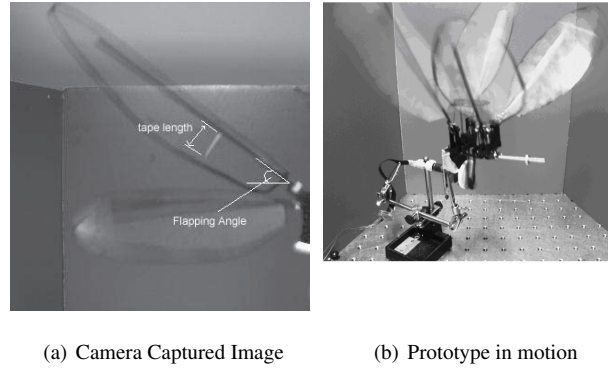 tape length
Flapping Angle
(a) Camera Captured Image
(b) Prototype in motion